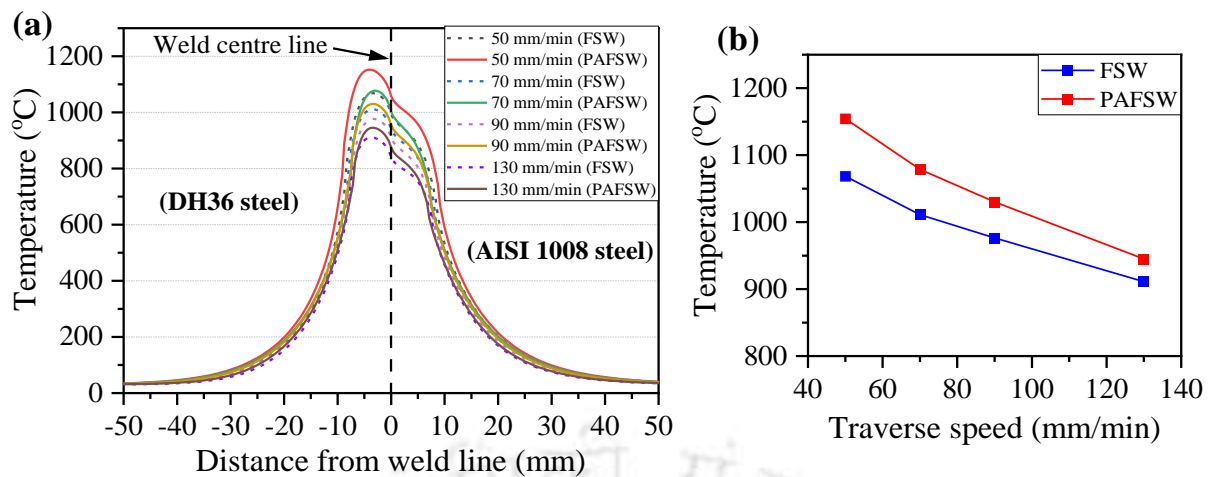 (a)
Weld centre line
50 mm/min (FSW)
50 mm/min (PAFSW)
70 mm/min (FSW)
70 mm/min (PAFSW)
90 mm/min (FSW)
90 mm/min (PAFSW)
130 mm/min (FSW)
130 mm/min (PAFSW)
(DH36 steel)
(AISI 1008 steel)
Temperature (°C)
1200
1000
800
600
400
200
0
-50 -40 -30 -20 -10 0 10 20 30 40 50
Distance from weld line (mm)
(b)
FSW
PAFSW
Temperature (°C)
1200
1100
1000
900
800
40 60 80 100 120 140
Traverse speed (mm/min)